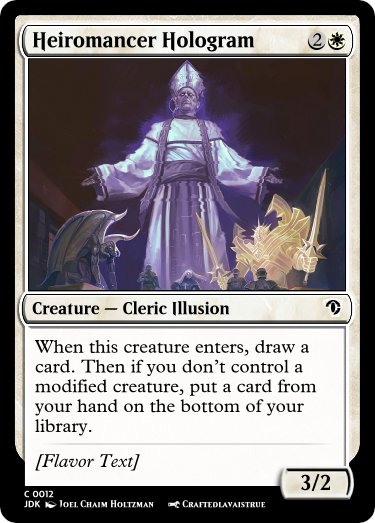 Heiromancer Hologram 2
Creature — Cleric Illusion
When this creature enters, draw a
card. Then if you don't control a
modified creature, put a card from
your hand on the bottom of your
library.
[Flavor Text]
3/2
C 0012
JDK Joel Chaim Holtzman Craftedlavaistrue